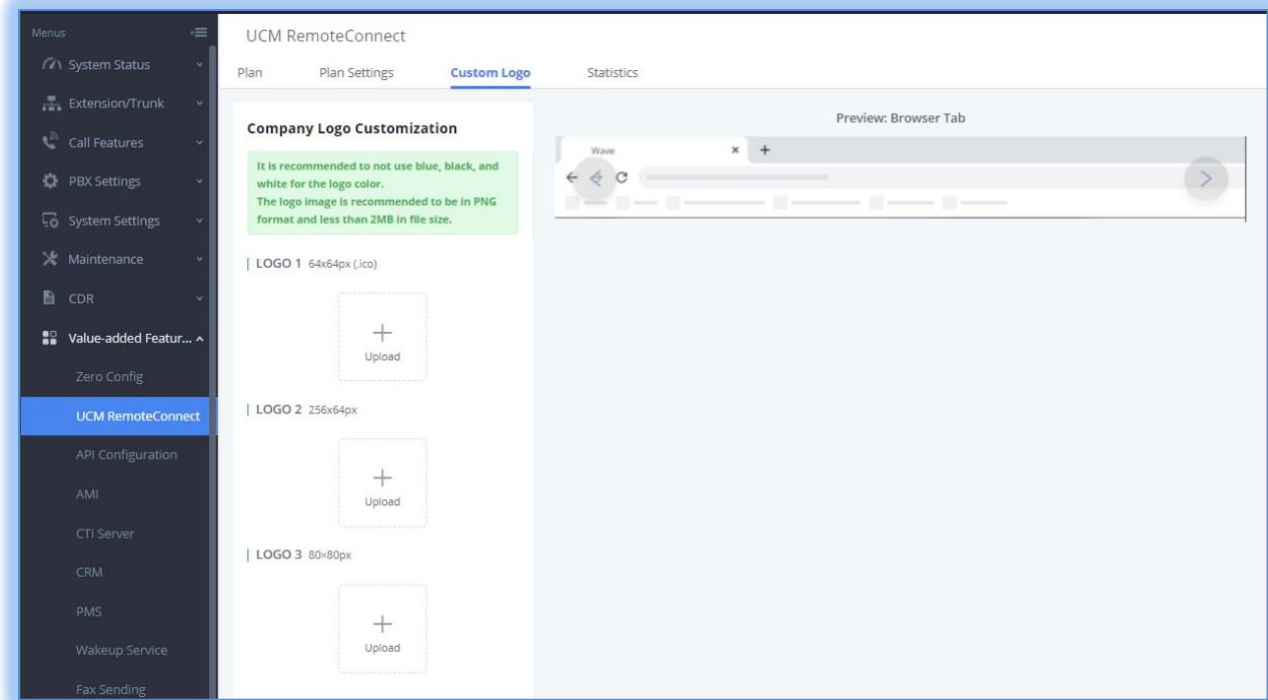 Menus
System Status
Extension/Trunk
Call Features
PBX Settings
System Settings
Maintenance
CDR
Value-added Featur...
Zero Config
UCM RemoteConnect
API Configuration
AMI
CTI Server
CRM
PMS
Wakeup Service
Fax Sending
UCM RemoteConnect
Plan Plan Settings Custom Logo Statistics
Company Logo Customization
It is recommended to not use blue, black, and
white for the logo color.
The logo image is recommended to be in PNG
format and less than 2MB in file size.
LOGO 1 64x64px (.ico)
Upload
LOGO 2 256x64px
Upload
LOGO 3 80×80px
Upload
Preview: Browser Tab
Wave